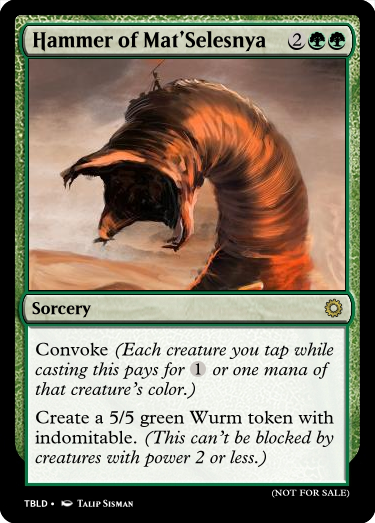 Hammer of Mat'Selesnya 2
Sorcery
Convoke (Each creature you tap while
casting this pays for 1 or one mana of
that creature's color.)
Create a 5/5 green Wurm token with
indomitable. (This can't be blocked by
creatures with power 2 or less.)
(NOT FOR SALE)
TBLD • Talip Sisman